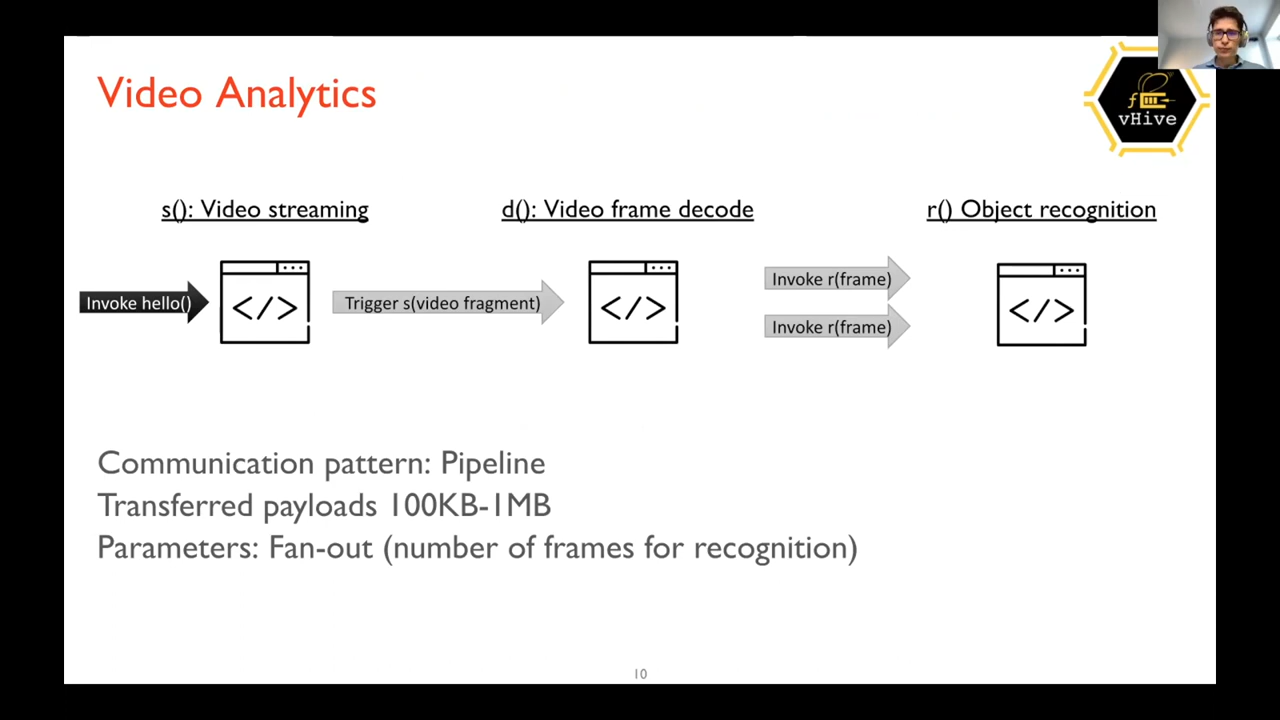 Video Analytics
f
vHive
s(): Video streaming
d(): Video frame decode
r() Object recognition
Invoke hello()
</>
Trigger s(video fragment)
</>
Invoke r(frame)
Invoke r(frame)
</>
Communication pattern: Pipeline
Transferred payloads 100KB-1MB
Parameters: Fan-out (number of frames for recognition)
10